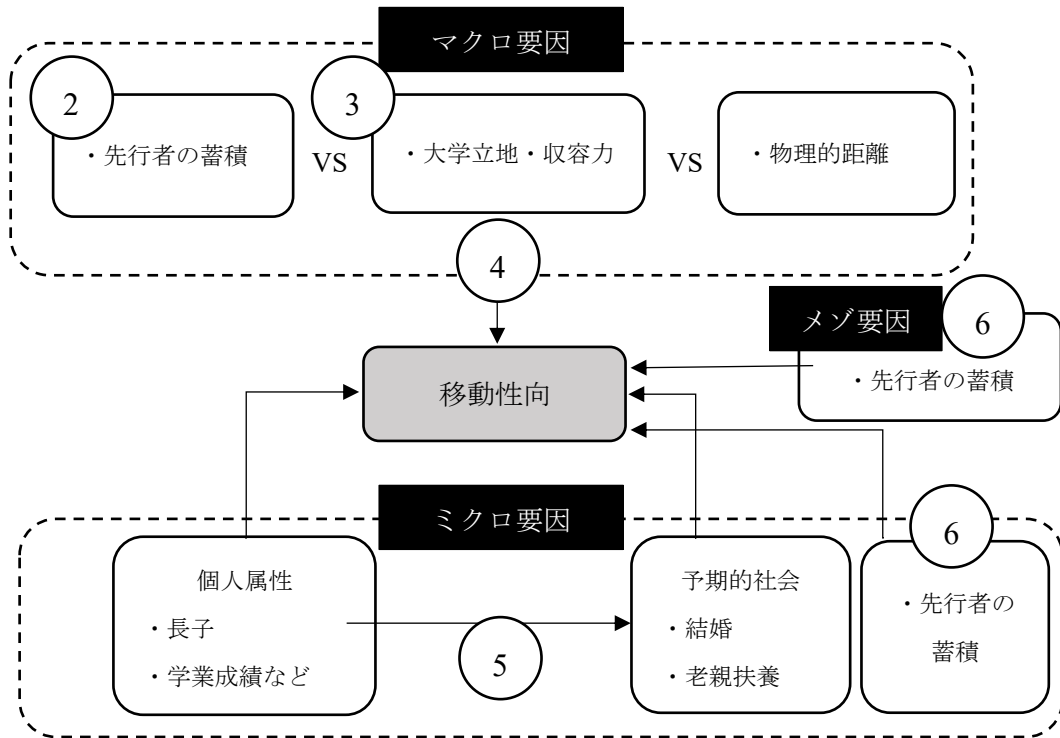 マクロ要因
2
3
・先行者の蓄積
VS
・大学立地・収容力
VS
・物理的距離
4
メゾ要因
6
・先行者の蓄積
移動性向
ミクロ要因
6
個人属性
・長子
・学業成績など
5
予期的社会
・結婚
・老親扶養
・先行者の
蓄積